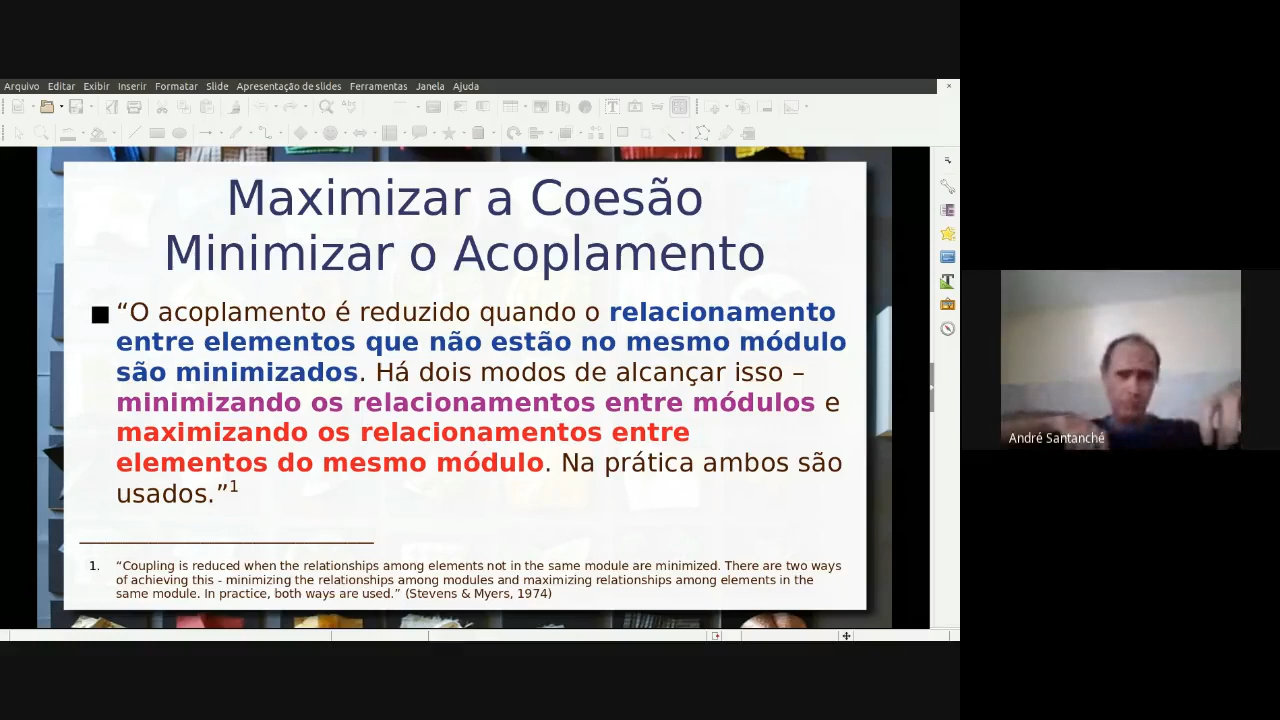 Arquivo Editar Exibir Inserir Formatar Slide Apresentação de slides Ferramentas Janela Ajuda
Maximizar a Coesão
Minimizar o Acoplamento
■ “O acoplamento é reduzido quando o relacionamento
entre elementos que não estão no mesmo módulo
são minimizados. Há dois modos de alcançar isso –
minimizando os relacionamentos entre módulos e
maximizando os relacionamentos entre
elementos do mesmo módulo. Na prática ambos são
usados.”1
1. “Coupling is reduced when the relationships among elements not in the same module are minimized. There are two ways
of achieving this - minimizing the relationships among modules and maximizing relationships among elements in the
same module. In practice, both ways are used.” (Stevens & Myers, 1974)
André Santanchè